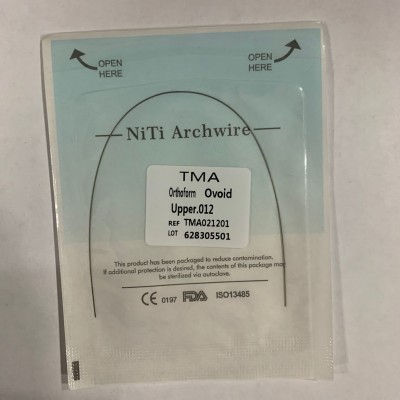 OPEN HERE
OPEN HERE
NiTi Archwire
TMA
Orthoform Ovoid
Upper.012
REF TMA021201
LOT 628305501
This product has been packaged to reduce contamination.
If additional protection is desired, the contents of this package may
be sterilized via autoclave.
CE 0197 FDA ISO13485